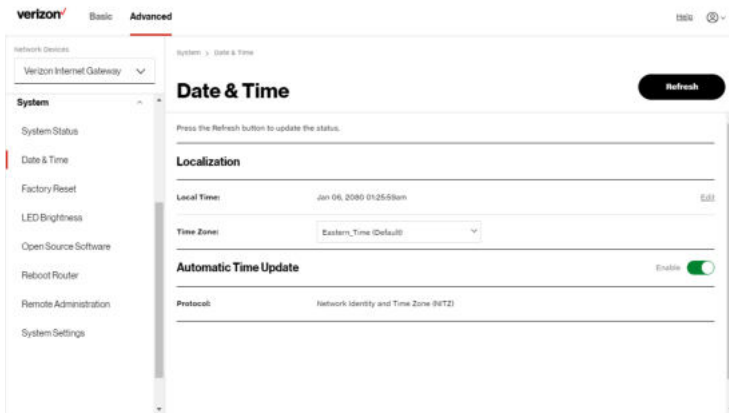 verizon✓ Basic Advanced Help
Network Devices
Verizon Internet Gateway
System
System Status
Date & Time
Factory Reset
LED Brightness
Open Source Software
Reboot Router
Remote Administration
System Settings
System > Date & Time
Date & Time Refresh
Press the Refresh button to update the status.
Localization
Local Time: Jan 06, 2080 01:25:59am Edit
Time Zone: Eastern_Time (Default)
Automatic Time Update Enable
Protocol: Network Identity and Time Zone (NITZ)